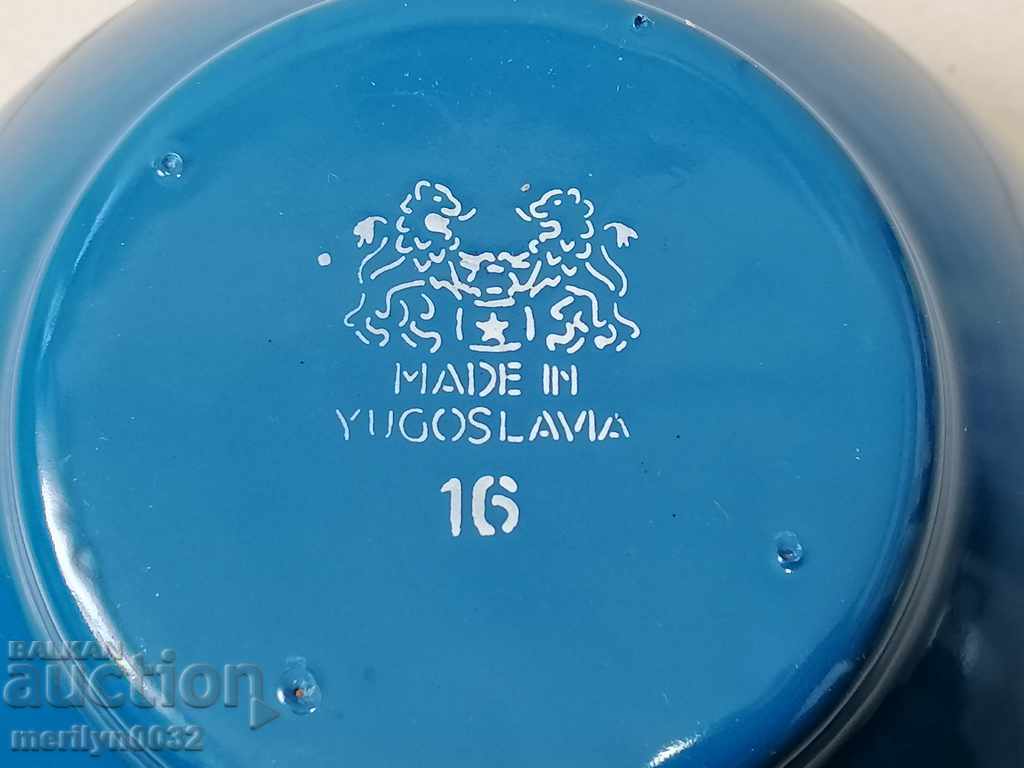 MADE IN
YUGOSLAVIA
16
BALKAN
auction
merilyn0032